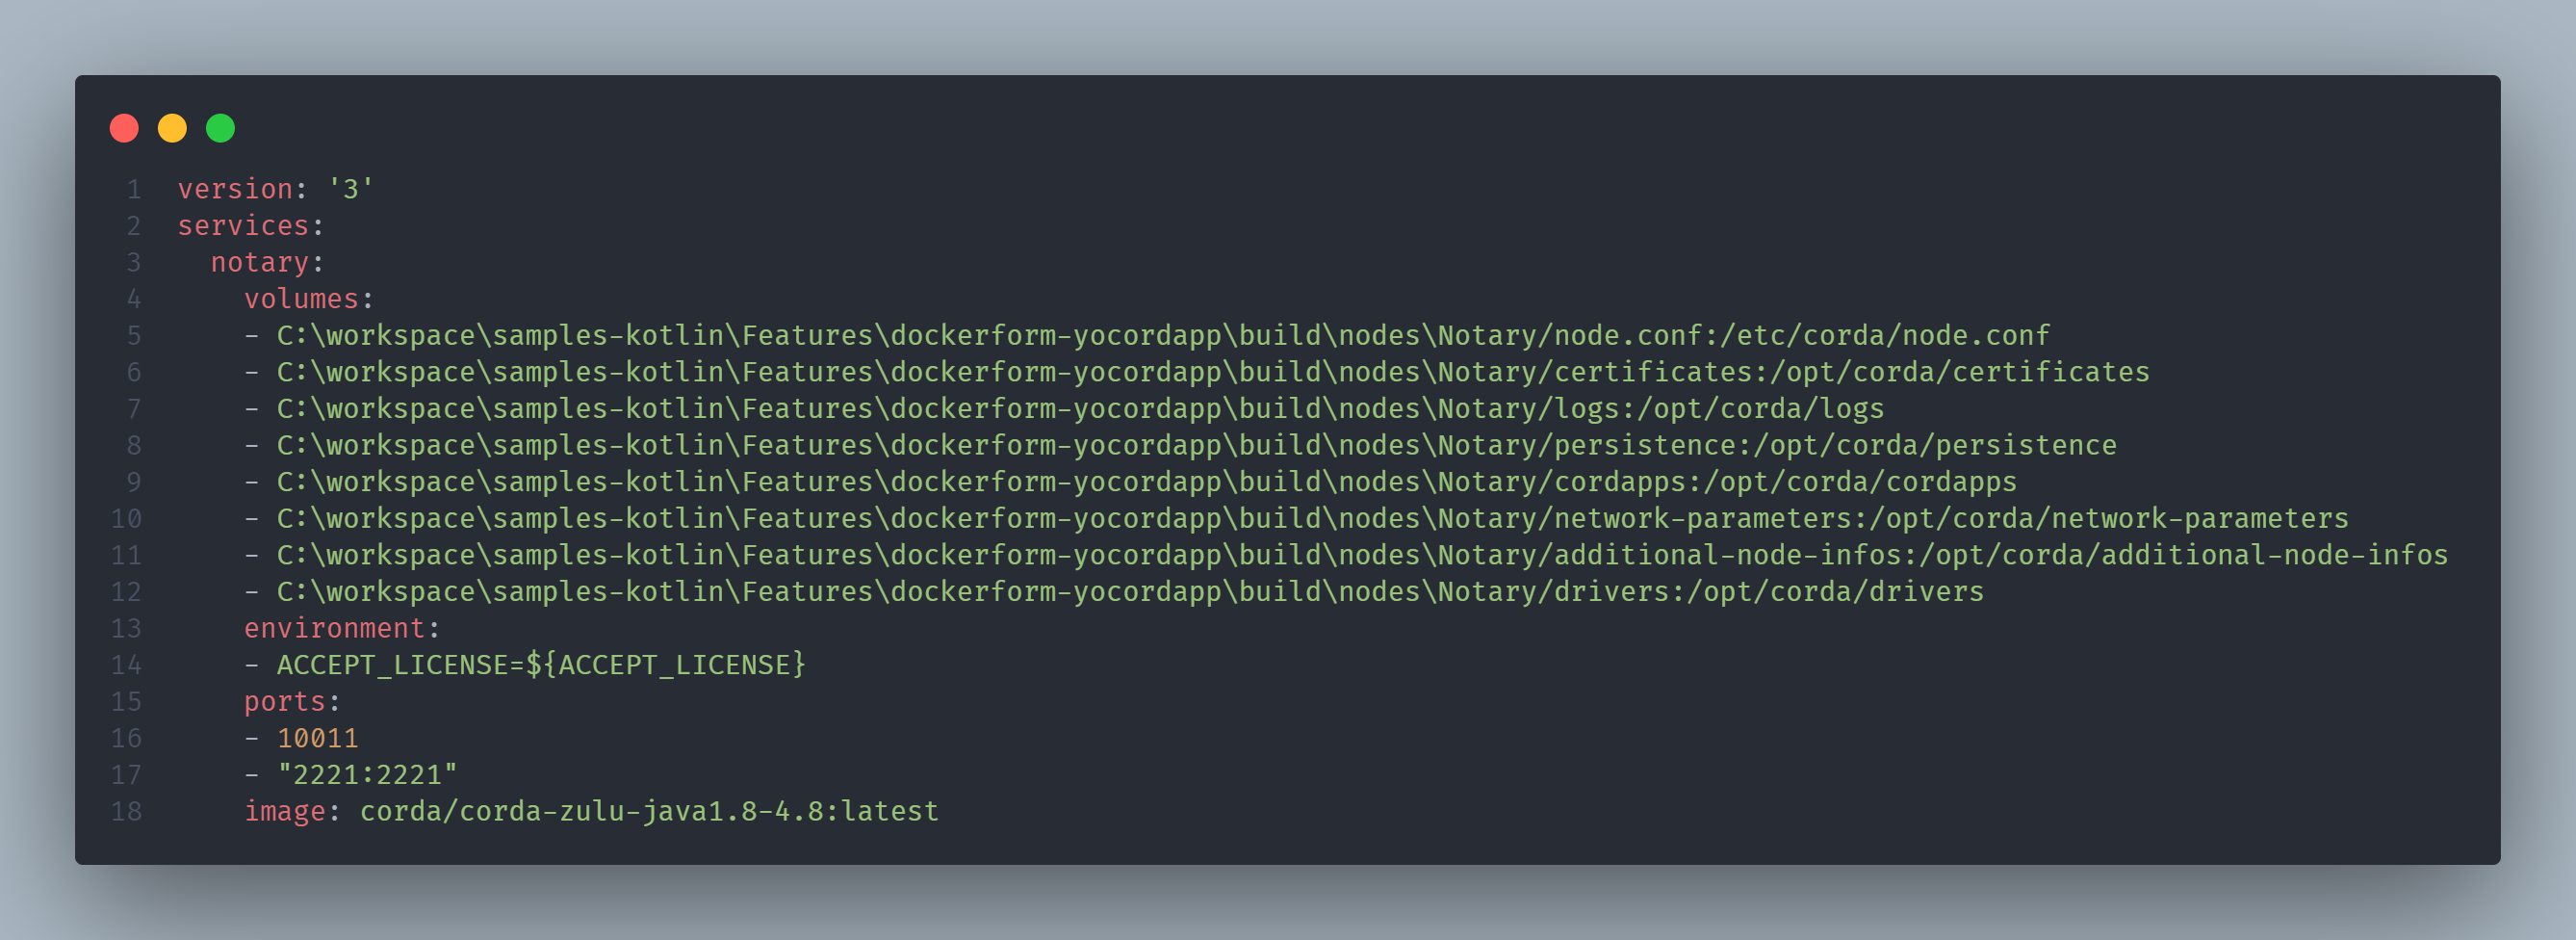 1 version: '3'
2 services:
3   notary:
4     volumes:
5     - C:\workspace\samples-kotlin\Features\dockerform-yocordapp\build\nodes\Notary/node.conf:/etc/corda/node.conf
6     - C:\workspace\samples-kotlin\Features\dockerform-yocordapp\build\nodes\Notary/certificates:/opt/corda/certificates
7     - C:\workspace\samples-kotlin\Features\dockerform-yocordapp\build\nodes\Notary/logs:/opt/corda/logs
8     - C:\workspace\samples-kotlin\Features\dockerform-yocordapp\build\nodes\Notary/persistence:/opt/corda/persistence
9     - C:\workspace\samples-kotlin\Features\dockerform-yocordapp\build\nodes\Notary/cordapps:/opt/corda/cordapps
10     - C:\workspace\samples-kotlin\Features\dockerform-yocordapp\build\nodes\Notary/network-parameters:/opt/corda/network-parameters
11     - C:\workspace\samples-kotlin\Features\dockerform-yocordapp\build\nodes\Notary/additional-node-infos:/opt/corda/additional-node-infos
12     - C:\workspace\samples-kotlin\Features\dockerform-yocordapp\build\nodes\Notary/drivers:/opt/corda/drivers
13     environment:
14     - ACCEPT_LICENSE=${ACCEPT_LICENSE}
15     ports:
16     - 10011
17     - "2221:2221"
18     image: corda/corda-zulu-java1.8-4.8:latest